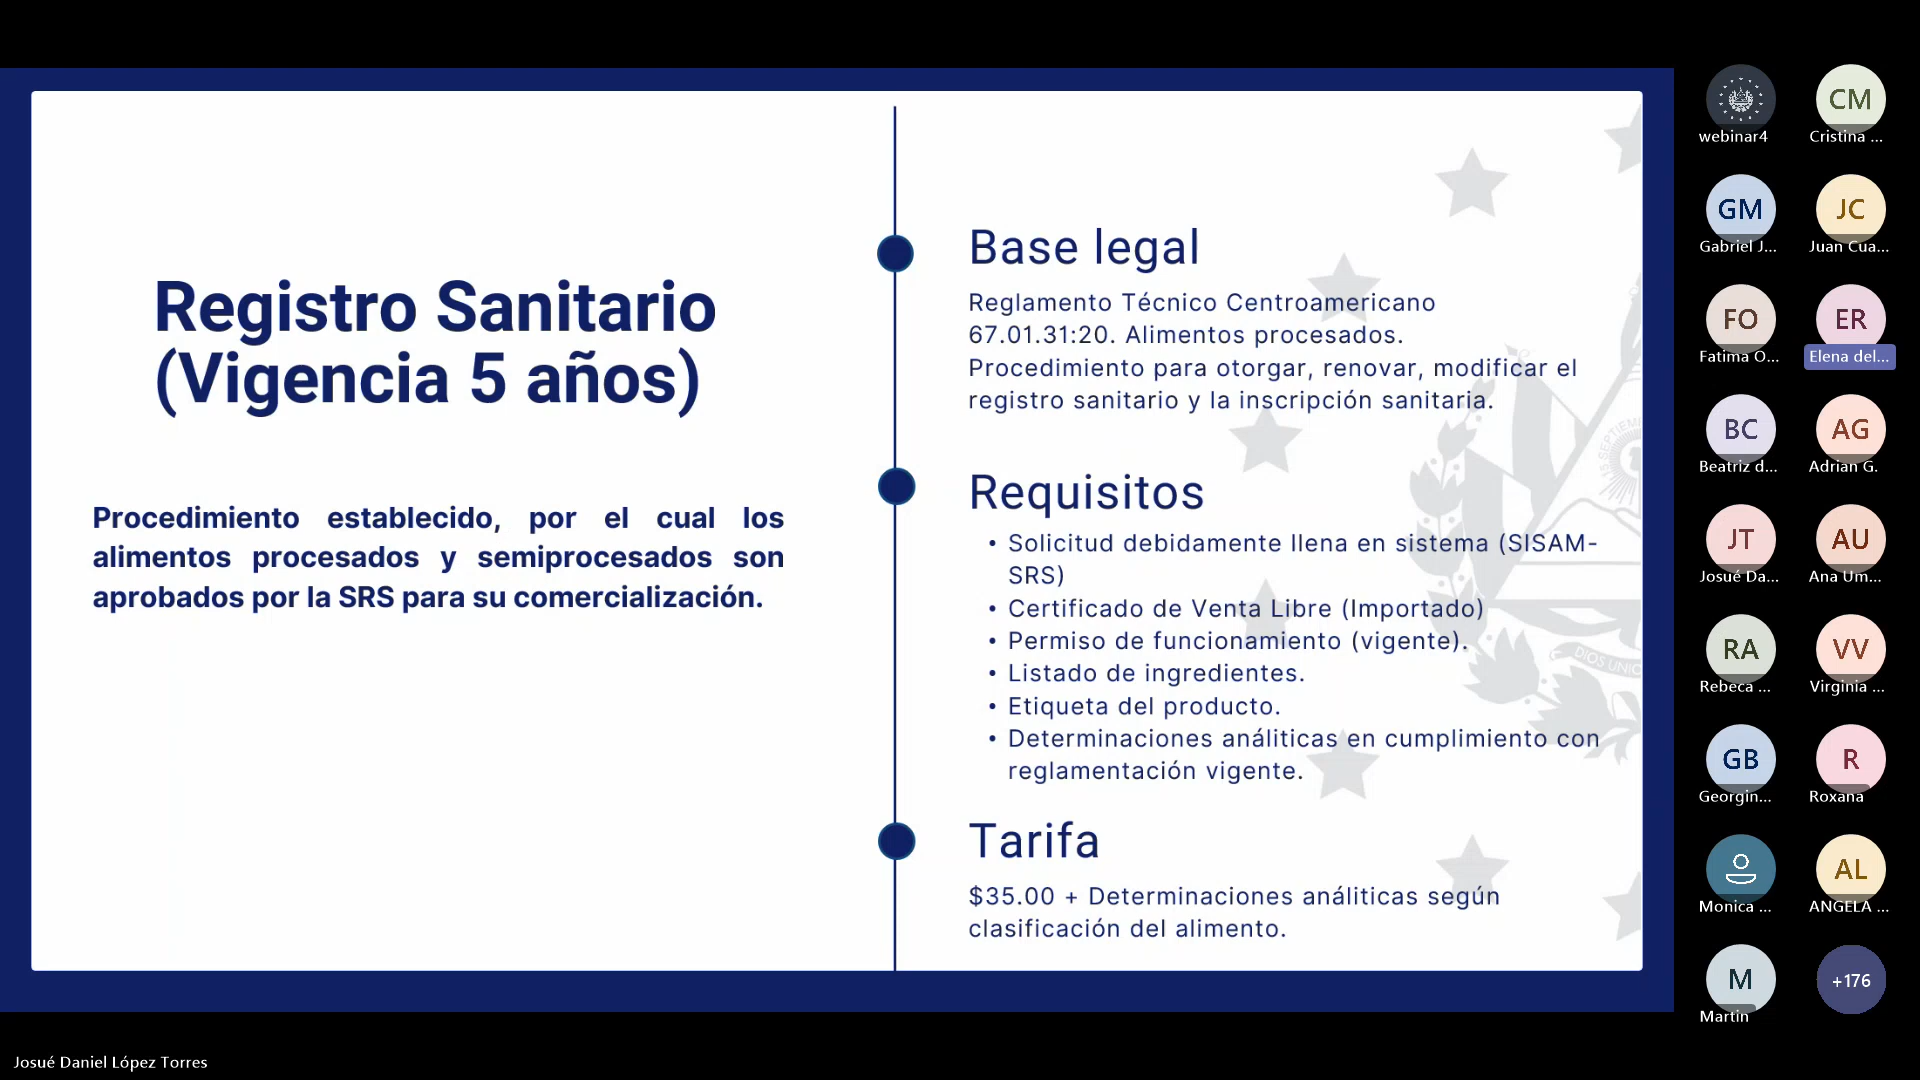 Registro Sanitario
(Vigencia 5 años)
Procedimiento establecido, por el cual los
alimentos procesados y semiprocesados son
aprobados por la SRS para su comercialización.
Base legal
Reglamento Técnico Centroamericano
67.01.31:20. Alimentos procesados.
Procedimiento para otorgar, renovar, modificar el
registro sanitario y la inscripción sanitaria.
Requisitos
• Solicitud debidamente llena en sistema (SISAM-
SRS)
• Certificado de Venta Libre (Importado)
• Permiso de funcionamiento (vigente).
• Listado de ingredientes.
• Etiqueta del producto.
• Determinaciones análiticas en cumplimiento con
reglamentación vigente.
Tarifa
$35.00 + Determinaciones análiticas según
clasificación del alimento.
DIOS UNIO
webinar4
CM
Cristina ...
GM
Gabriel J...
JC
Juan Cua...
FO
Fatima O...
ER
Elena del...
BC
Beatriz d...
AG
Adrian G.
JT
Josué Da...
AU
Ana Um...
RA
Rebeca ...
VV
Virginia ...
GB
Georgin...
R
Roxana
Monica ...
AL
ANGELA ...
M
Martin
+176
Josué Daniel López Torres